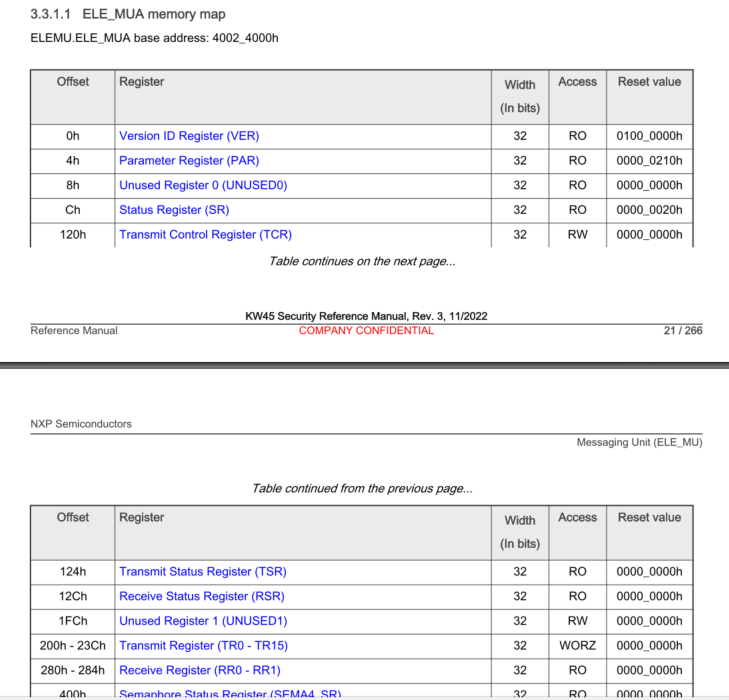 3.3.1.1 ELE_MUA memory map
ELEMU.ELE_MUA base address: 4002_4000h
Offset Register Width (In bits) Access Reset value
0h Version ID Register (VER) 32 RO 0100_0000h
4h Parameter Register (PAR) 32 RO 0000_0210h
8h Unused Register 0 (UNUSED0) 32 RO 0000_0000h
Ch Status Register (SR) 32 RO 0000_0020h
120h Transmit Control Register (TCR) 32 RW 0000_0000h
Table continues on the next page...
KW45 Security Reference Manual, Rev. 3, 11/2022
Reference Manual COMPANY CONFIDENTIAL 21 / 266
NXP Semiconductors
Messaging Unit (ELE_MU)
Table continued from the previous page...
Offset Register Width (In bits) Access Reset value
124h Transmit Status Register (TSR) 32 RO 0000_0000h
12Ch Receive Status Register (RSR) 32 RO 0000_0000h
1FCh Unused Register 1 (UNUSED1) 32 RW 0000_0000h
200h - 23Ch Transmit Register (TR0 - TR15) 32 WORZ 0000_0000h
280h - 284h Receive Register (RR0 - RR1) 32 RO 0000_0000h
400h Semaphore Status Register (SEMA4_SR) 32 RO 0000_0000h